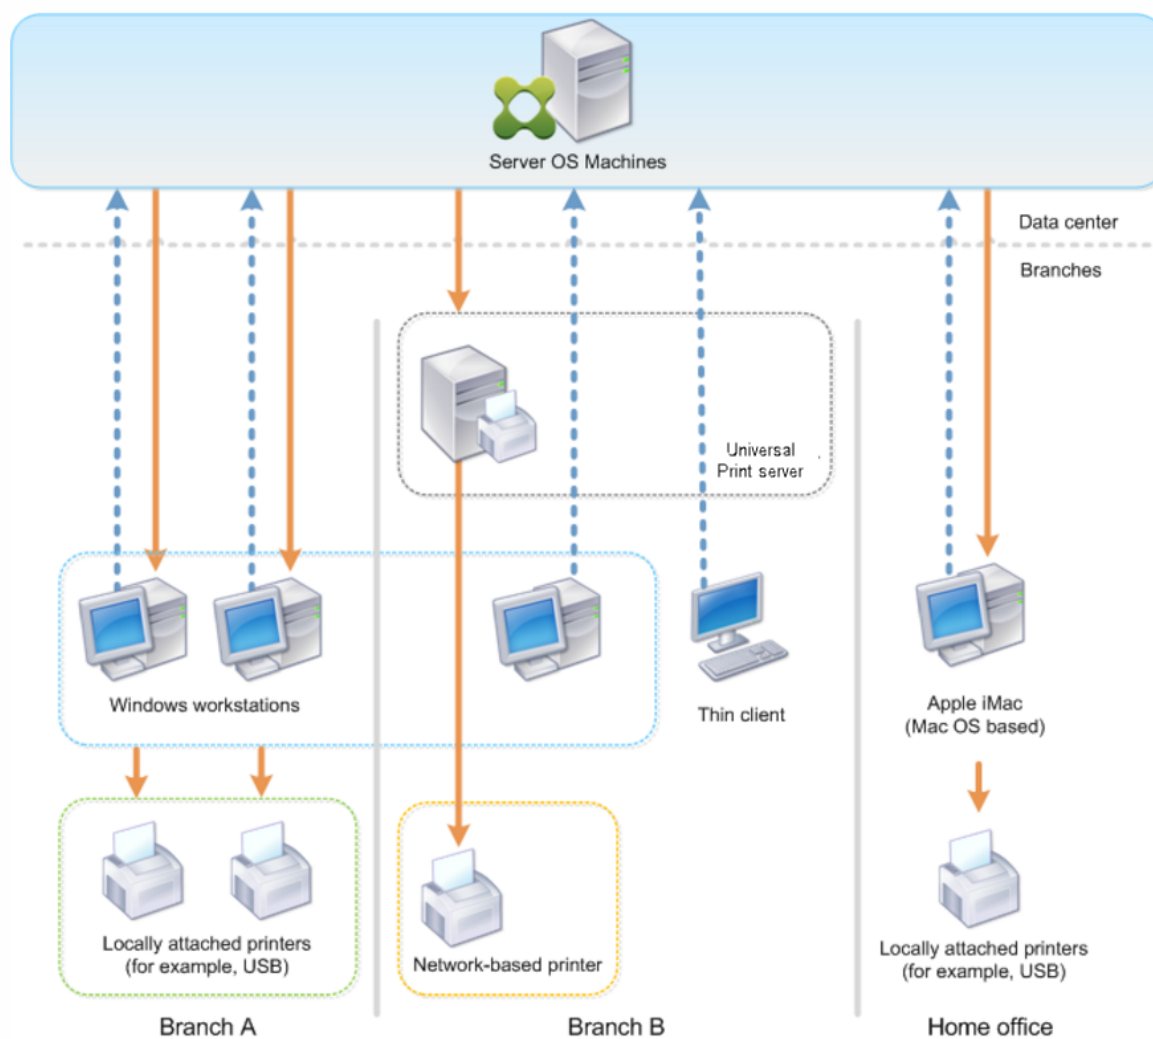 Server OS Machines
Data center
Branches
Universal
Print server
Windows workstations
Thin client
Apple iMac
(Mac OS based)
Locally attached printers
(for example, USB)
Network-based printer
Locally attached printers
(for example, USB)
Branch A
Branch B
Home office